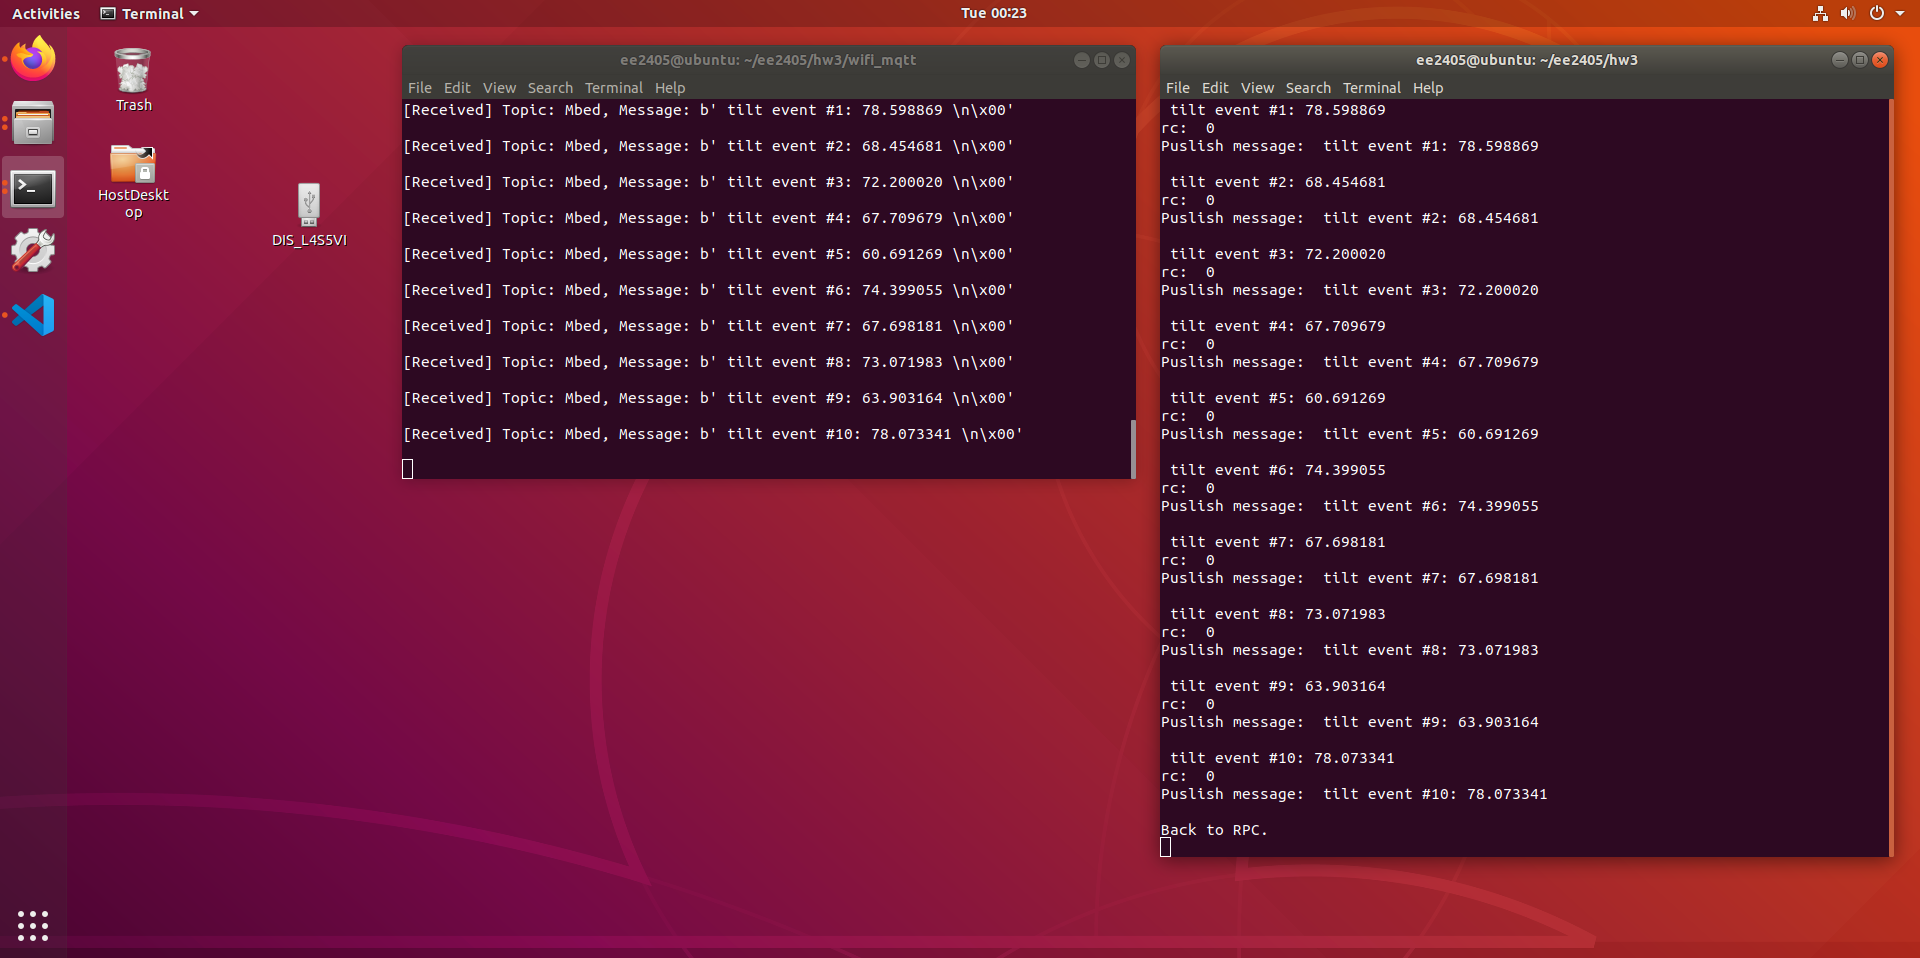 Activities
Terminal
Tue 00:23
Trash
HostDeskt
op
DIS_L4S5VI
ee2405@ubuntu: ~/ee2405/hw3/wifi_mqtt
File Edit View Search Terminal Help
[Received] Topic: Mbed, Message: b' tilt event #1: 78.598869 \n\x00'
[Received] Topic: Mbed, Message: b' tilt event #2: 68.454681 \n\x00'
[Received] Topic: Mbed, Message: b' tilt event #3: 72.200020 \n\x00'
[Received] Topic: Mbed, Message: b' tilt event #4: 67.709679 \n\x00'
[Received] Topic: Mbed, Message: b' tilt event #5: 60.691269 \n\x00'
[Received] Topic: Mbed, Message: b' tilt event #6: 74.399055 \n\x00'
[Received] Topic: Mbed, Message: b' tilt event #7: 67.698181 \n\x00'
[Received] Topic: Mbed, Message: b' tilt event #8: 73.071983 \n\x00'
[Received] Topic: Mbed, Message: b' tilt event #9: 63.903164 \n\x00'
[Received] Topic: Mbed, Message: b' tilt event #10: 78.073341 \n\x00'
ee2405@ubuntu: ~/ee2405/hw3
File Edit View Search Terminal Help
tilt event #1: 78.598869
rc:  0
Puslish message:  tilt event #1: 78.598869
tilt event #2: 68.454681
rc:  0
Puslish message:  tilt event #2: 68.454681
tilt event #3: 72.200020
rc:  0
Puslish message:  tilt event #3: 72.200020
tilt event #4: 67.709679
rc:  0
Puslish message:  tilt event #4: 67.709679
tilt event #5: 60.691269
rc:  0
Puslish message:  tilt event #5: 60.691269
tilt event #6: 74.399055
rc:  0
Puslish message:  tilt event #6: 74.399055
tilt event #7: 67.698181
rc:  0
Puslish message:  tilt event #7: 67.698181
tilt event #8: 73.071983
rc:  0
Puslish message:  tilt event #8: 73.071983
tilt event #9: 63.903164
rc:  0
Puslish message:  tilt event #9: 63.903164
tilt event #10: 78.073341
rc:  0
Puslish message:  tilt event #10: 78.073341
Back to RPC.